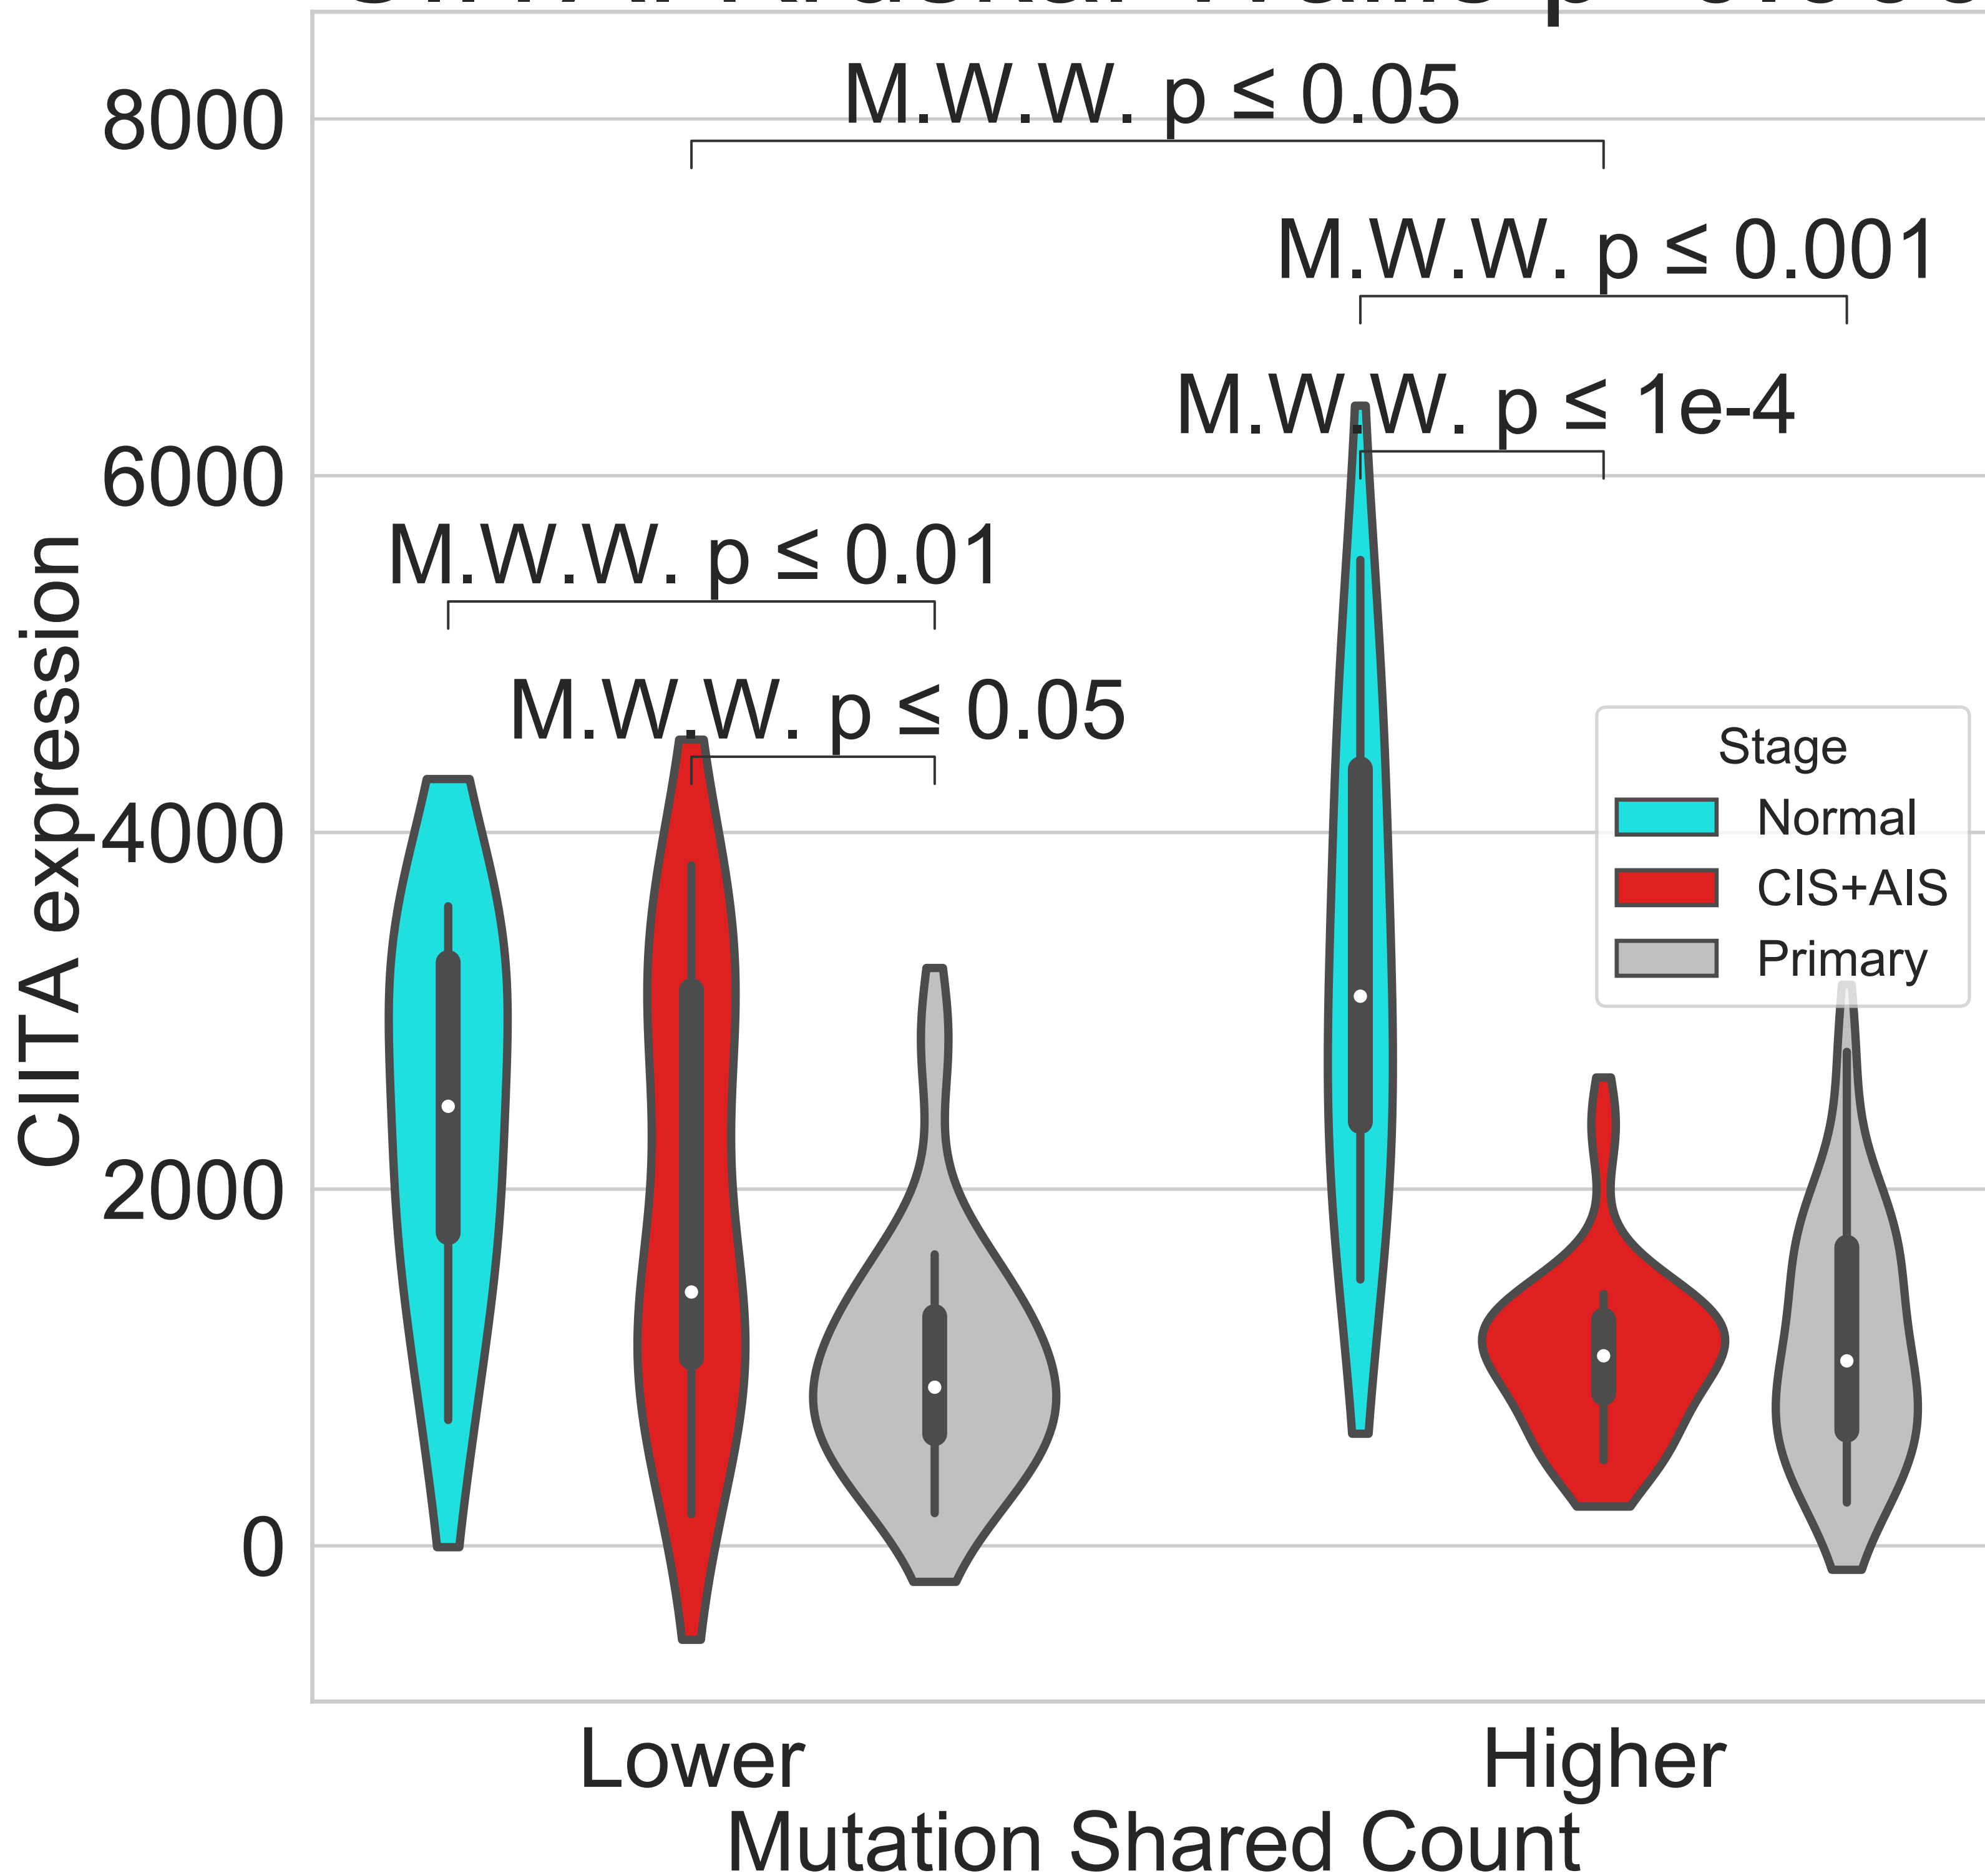 8000
6000
4000
2000
0
CIITA expression
M.W.W. p ≤ 0.05
M.W.W. p ≤ 0.001
M.W.W. p ≤ 1e-4
M.W.W. p ≤ 0.01
M.W.W. p ≤ 0.05
Stage
Normal
CIS+AIS
Primary
Lower
Higher
Mutation Shared Count